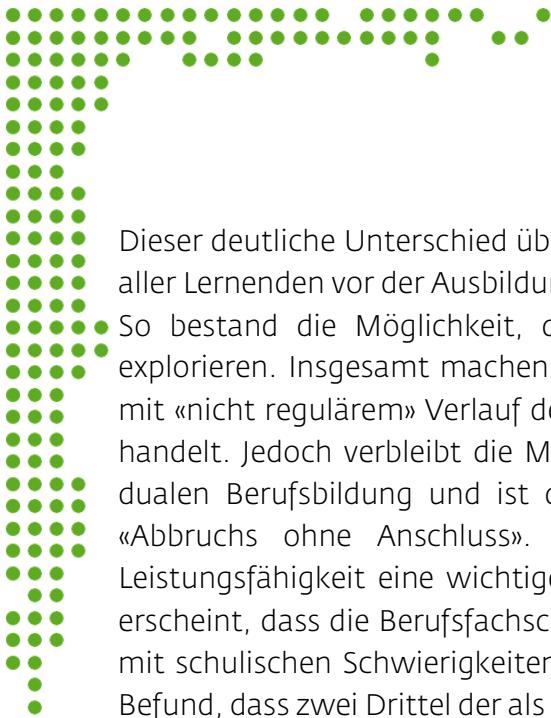 Dieser deutliche Unterschied üb
aller Lernenden vor der Ausbildu
So bestand die Möglichkeit, d
explorieren. Insgesamt machen
mit «nicht regulärem» Verlauf de
handelt. Jedoch verbleibt die M
dualen Berufsbildung und ist d
«Abbruchs ohne Anschluss».
Leistungsfähigkeit eine wichtige
erscheint, dass die Berufsfachsc
mit schulischen Schwierigkeiten
Befund, dass zwei Drittel der als